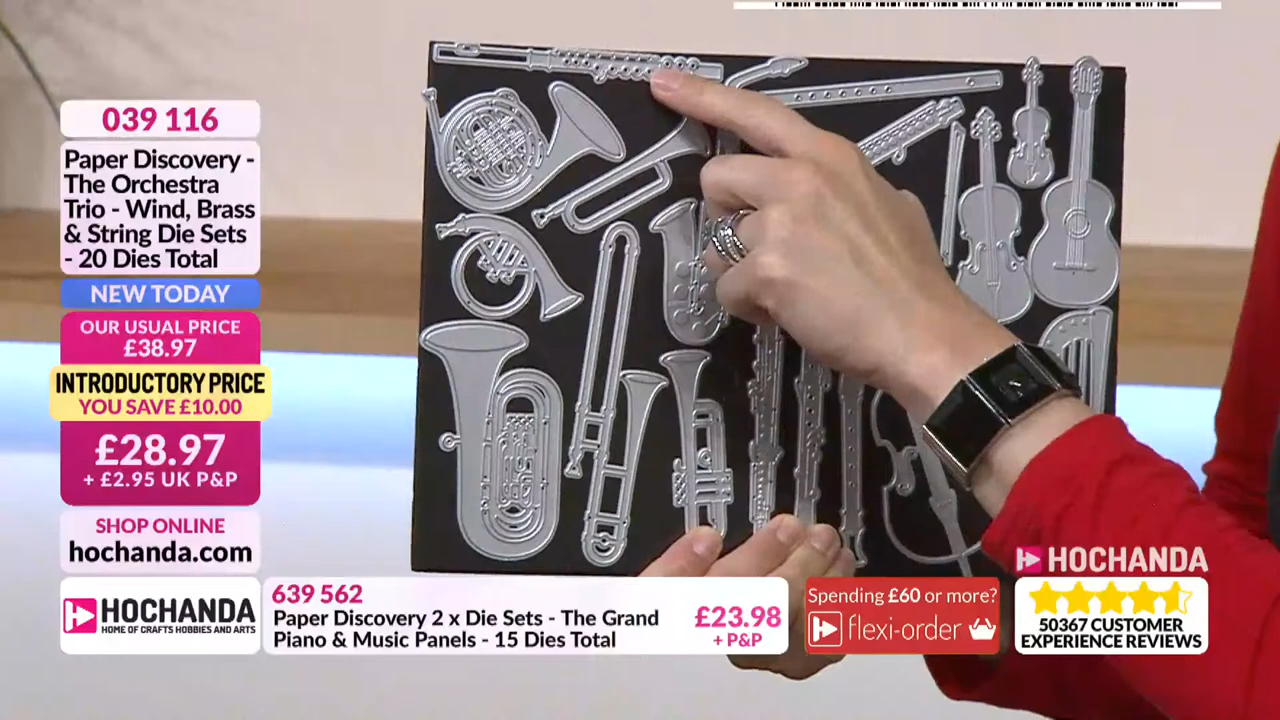 039 116
Paper Discovery -
The Orchestra
Trio - Wind, Brass
& String Die Sets
- 20 Dies Total
NEW TODAY
OUR USUAL PRICE
£38.97
INTRODUCTORY PRICE
YOU SAVE £10.00
£28.97
+ £2.95 UK P&P
SHOP ONLINE
hochanda.com
HOCHANDA
HOME OF CRAFTS HOBBIES AND ARTS
639 562
Paper Discovery 2 x Die Sets - The Grand
Piano & Music Panels - 15 Dies Total
£23.98
+ P&P
Spending £60 or more?
flexi-order
HOCHANDA
50367 CUSTOMER
EXPERIENCE REVIEWS